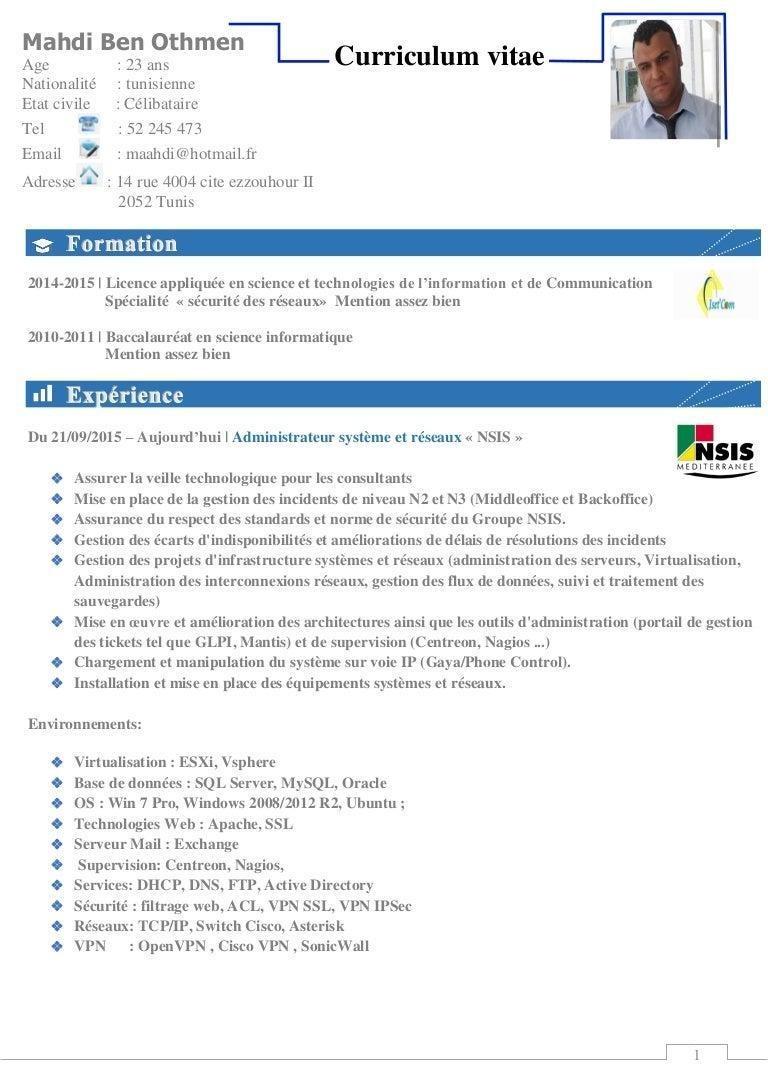 Mahdi Ben Othmen
Curriculum vitae
Age : 23 ans
Nationalité : tunisienne
Etat civile : Célibataire
Tel : 52 245 473
Email : maahdi@hotmail.fr
Adresse : 14 rue 4004 cite ezzouhour II
2052 Tunis
Formation
2014-2015 | Licence appliquée en science et technologies de l’information et de Communication
Spécialité « sécurité des réseaux» Mention assez bien
Iset'Com
2010-2011 | Baccalauréat en science informatique
Mention assez bien
Expérience
Du 21/09/2015 – Aujourd’hui | Administrateur système et réseaux « NSIS »
NSIS
MEDITERRANEE
❖ Assurer la veille technologique pour les consultants
❖ Mise en place de la gestion des incidents de niveau N2 et N3 (Middleoffice et Backoffice)
❖ Assurance du respect des standards et norme de sécurité du Groupe NSIS.
❖ Gestion des écarts d'indisponibilités et améliorations de délais de résolutions des incidents
❖ Gestion des projets d'infrastructure systèmes et réseaux (administration des serveurs, Virtualisation,
Administration des interconnexions réseaux, gestion des flux de données, suivi et traitement des
sauvegardes)
❖ Mise en œuvre et amélioration des architectures ainsi que les outils d'administration (portail de gestion
des tickets tel que GLPI, Mantis) et de supervision (Centreon, Nagios ...)
❖ Chargement et manipulation du système sur voie IP (Gaya/Phone Control).
❖ Installation et mise en place des équipements systèmes et réseaux.
Environnements:
❖ Virtualisation : ESXi, Vsphere
❖ Base de données : SQL Server, MySQL, Oracle
❖ OS : Win 7 Pro, Windows 2008/2012 R2, Ubuntu ;
❖ Technologies Web : Apache, SSL
❖ Serveur Mail : Exchange
❖ Supervision: Centreon, Nagios,
❖ Services: DHCP, DNS, FTP, Active Directory
❖ Sécurité : filtrage web, ACL, VPN SSL, VPN IPSec
❖ Réseaux: TCP/IP, Switch Cisco, Asterisk
❖ VPN : OpenVPN , Cisco VPN , SonicWall
1